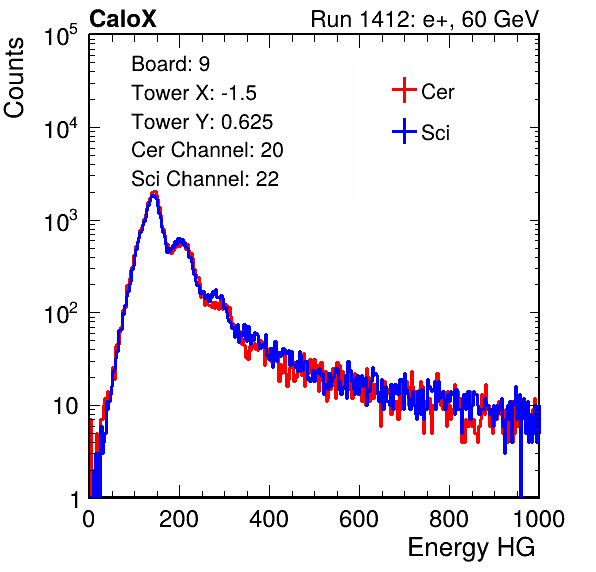 CaloX Run 1412: e+, 60 GeV
Counts
10^5
10^4
10^3
10^2
10
1
Board: 9
Tower X: -1.5
Tower Y: 0.625
Cer Channel: 20
Sci Channel: 22
Cer
Sci
0 200 400 600 800 1000
Energy HG